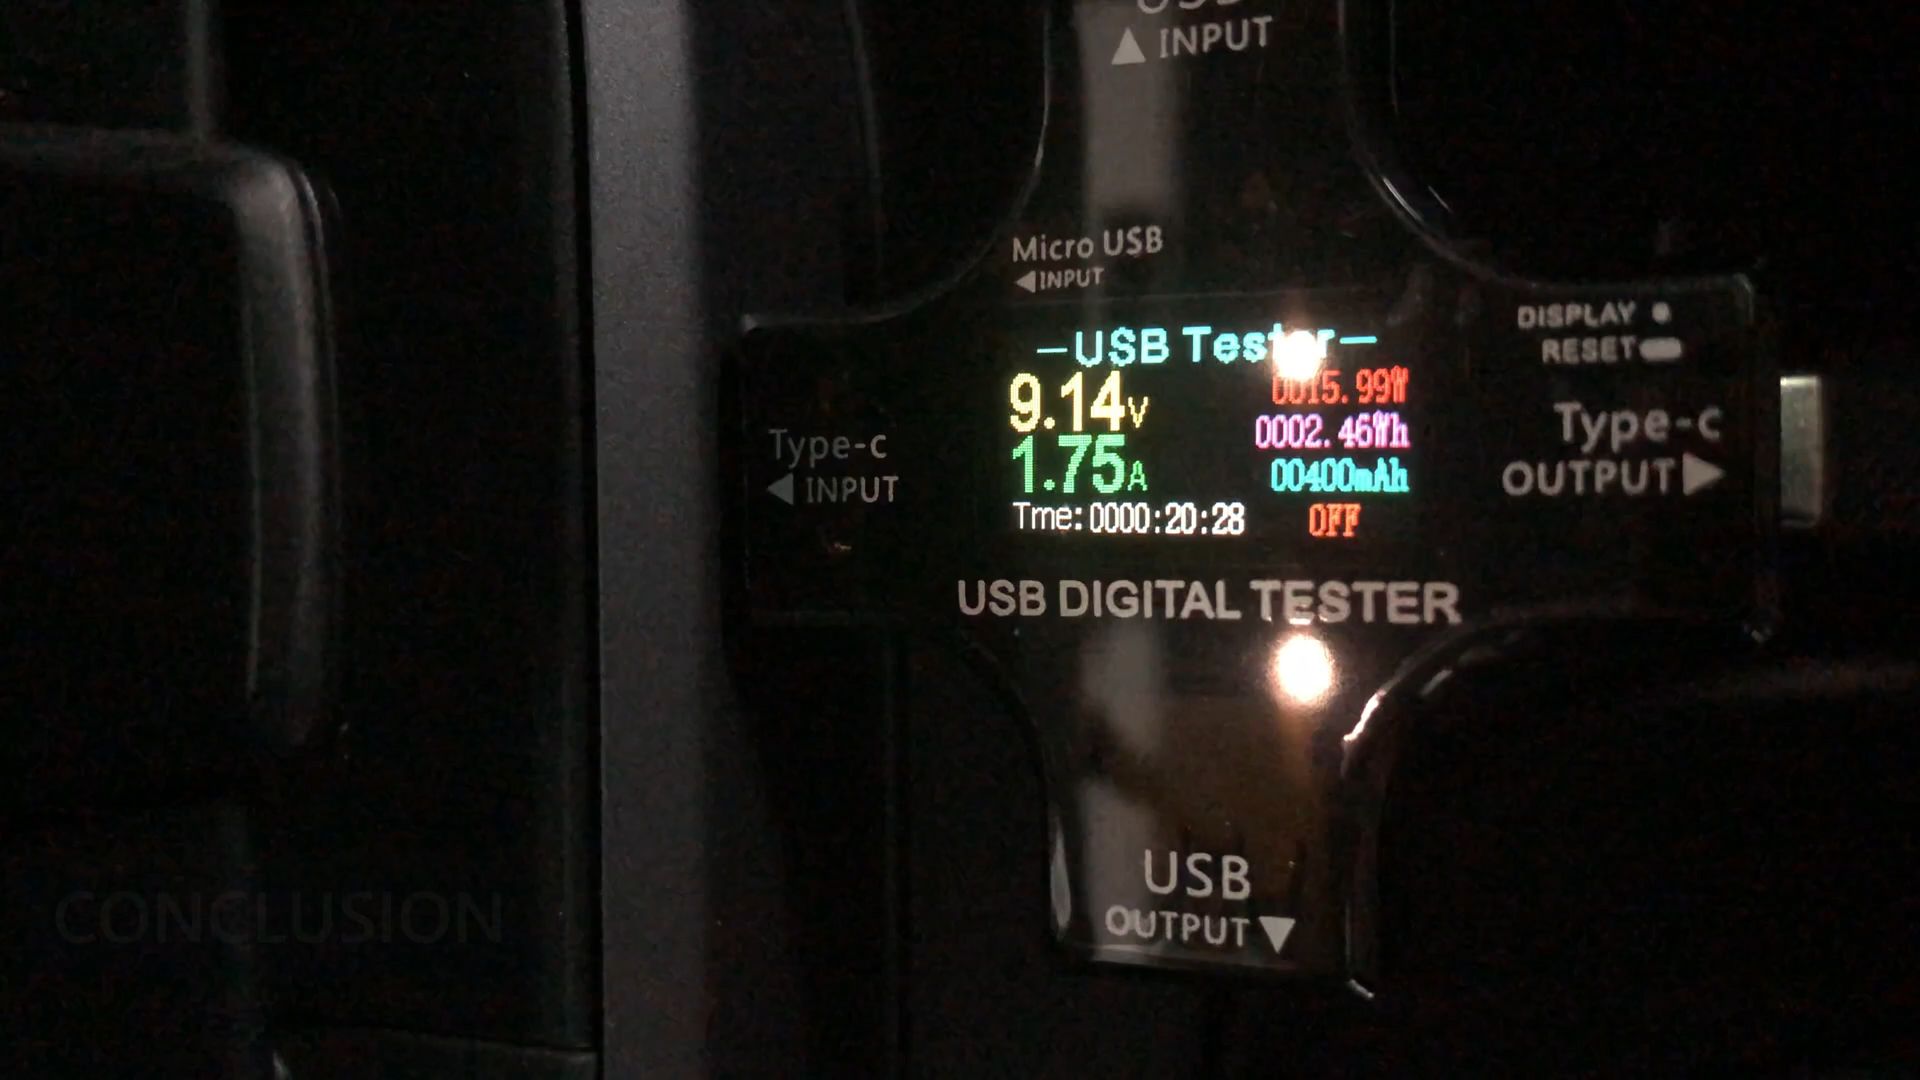 USB
▲ INPUT
Micro USB
◀INPUT
DISPLAY
RESET
—USB Tester—
9.14V
0015.99W
0002.46Wh
1.75A
00400mAh
Tme:0000:20:28
OFF
Type-c
◀ INPUT
Type-c
OUTPUT▶
USB DIGITAL TESTER
USB
OUTPUT▼
CONCLUSION